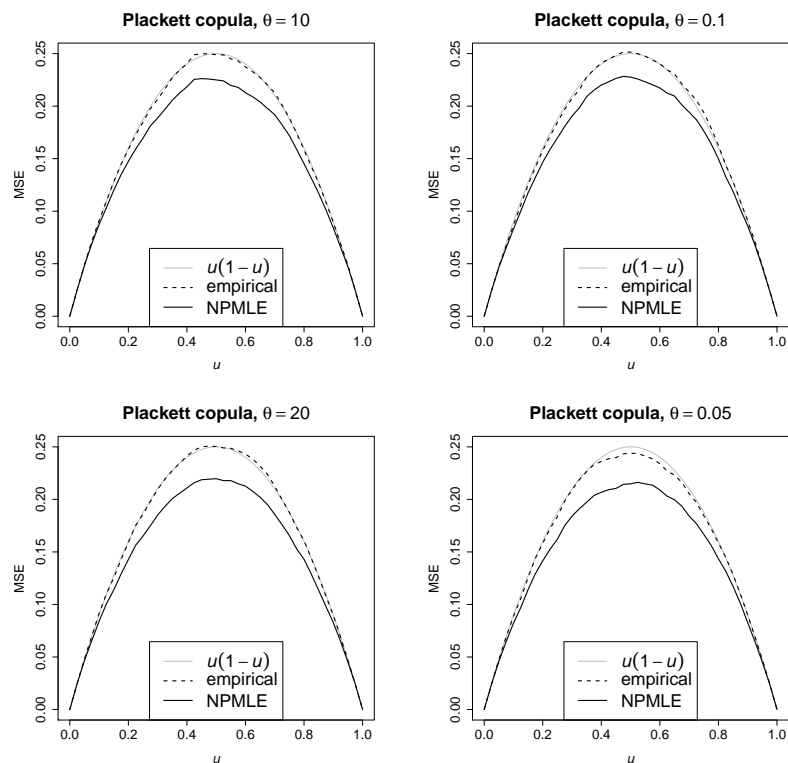 Plackett copula, θ = 10
0.25
0.20
0.15
0.10
0.05
0.00
MSE
u(1−u)
empirical
NPMLE
0.0 0.2 0.4 0.6 0.8 1.0
u
Plackett copula, θ = 0.1
0.25
0.20
0.15
0.10
0.05
0.00
MSE
u(1−u)
empirical
NPMLE
0.0 0.2 0.4 0.6 0.8 1.0
u
Plackett copula, θ = 20
0.25
0.20
0.15
0.10
0.05
0.00
MSE
u(1−u)
empirical
NPMLE
0.0 0.2 0.4 0.6 0.8 1.0
u
Plackett copula, θ = 0.05
0.25
0.20
0.15
0.10
0.05
0.00
MSE
u(1−u)
empirical
NPMLE
0.0 0.2 0.4 0.6 0.8 1.0
u